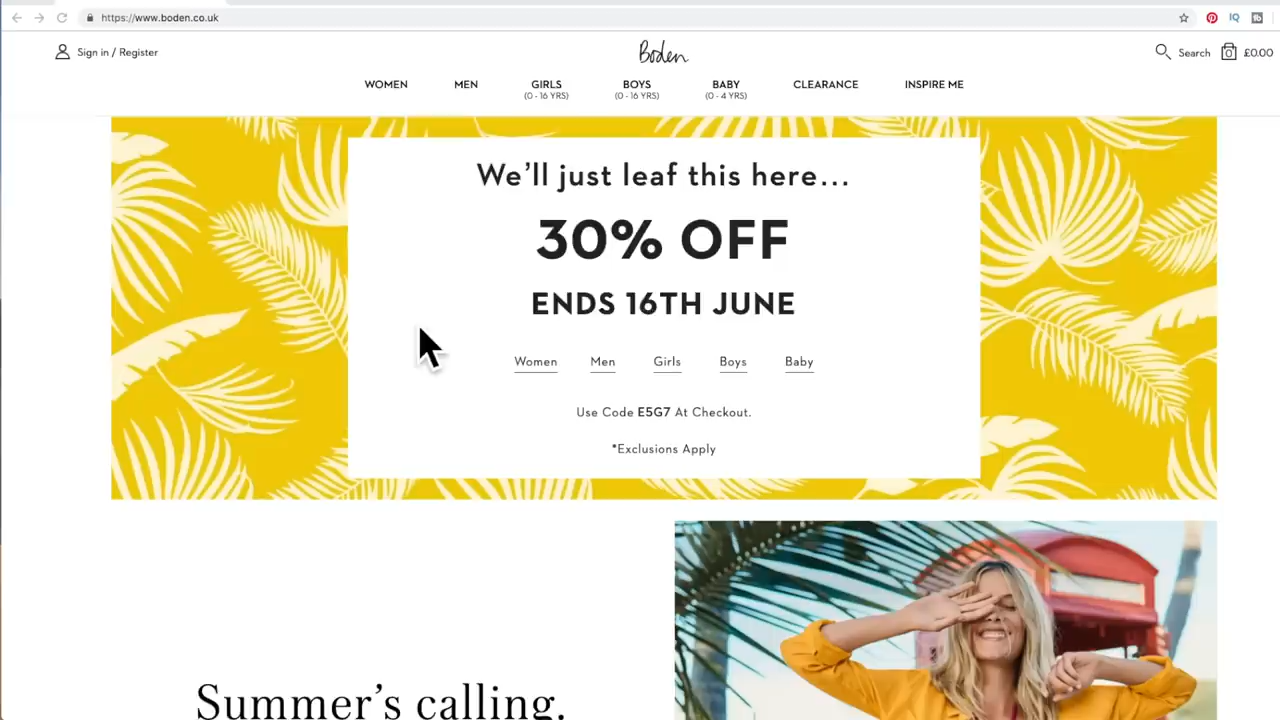 https://www.boden.co.uk
Sign in / Register
Boden
Search 0 £0.00
WOMEN MEN GIRLS BOYS BABY CLEARANCE INSPIRE ME
(0 - 16 YRS) (0 - 16 YRS) (0 - 4 YRS)
We'll just leaf this here...
30% OFF
ENDS 16TH JUNE
Women Men Girls Boys Baby
Use Code E5G7 At Checkout.
*Exclusions Apply
Summer's calling.